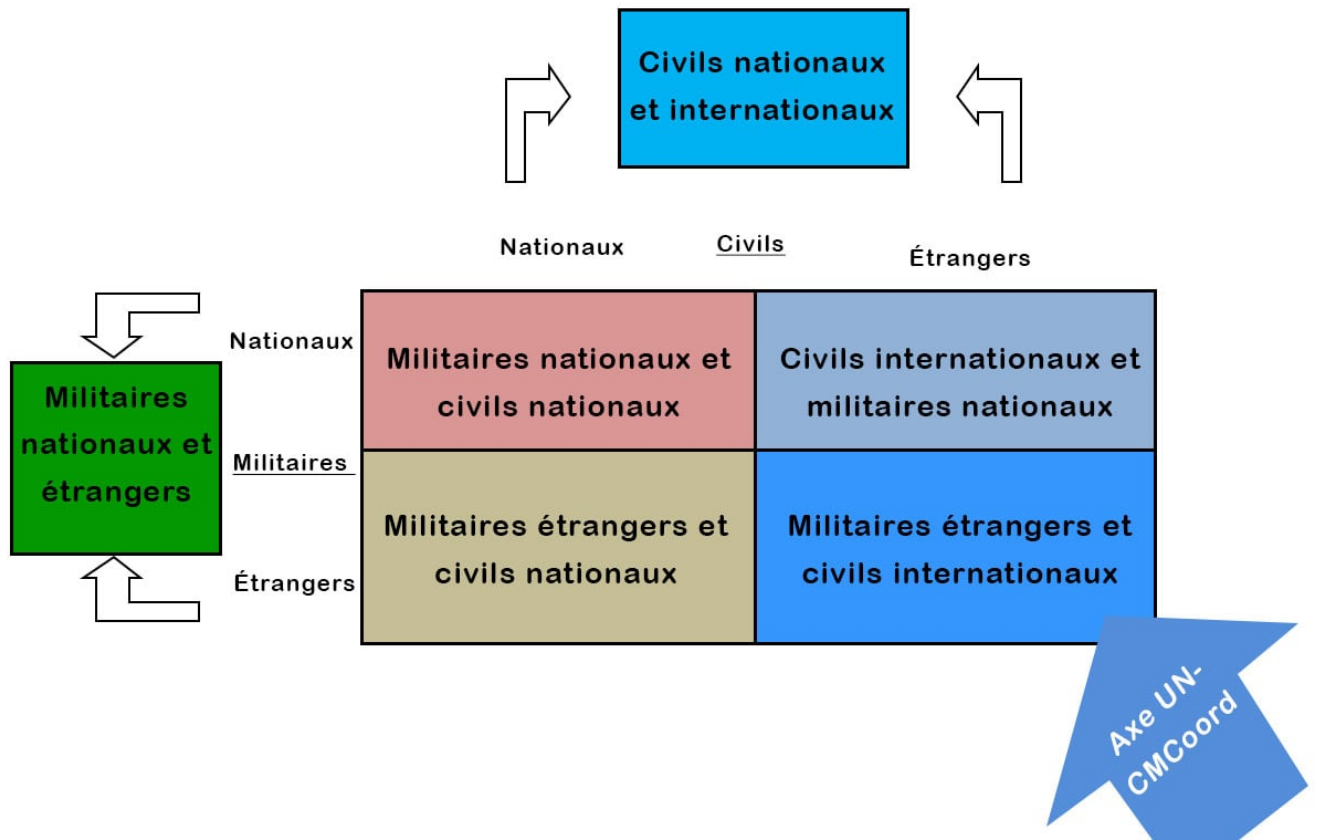 Civils nationaux
et internationaux
Nationaux
Civils
Étrangers
Nationaux
Militaires
Étrangers
Militaires
nationaux et
étrangers
Militaires nationaux et
civils nationaux
Civils internationaux et
militaires nationaux
Militaires étrangers et
civils nationaux
Militaires étrangers et
civils internationaux
Axe UN-
CMCoord